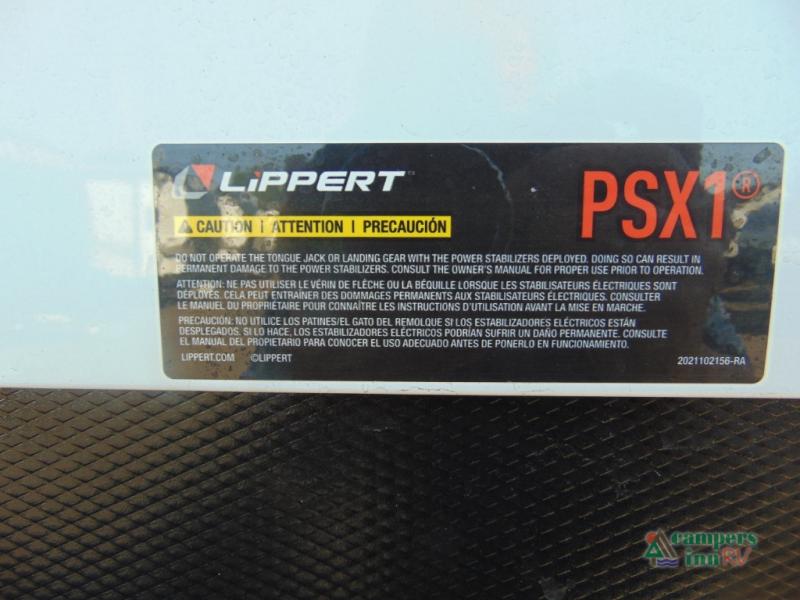 LiPPERT
PSX1®
CAUTION | ATTENTION | PRECAUCIÓN
DO NOT OPERATE THE TONGUE JACK OR LANDING GEAR WITH THE POWER STABILIZERS DEPLOYED. DOING SO CAN RESULT IN
PERMANENT DAMAGE TO THE POWER STABILIZERS. CONSULT THE OWNER'S MANUAL FOR PROPER USE PRIOR TO OPERATION.
ATTENTION: NE PAS UTILISER LE VÉRIN DE FLÈCHE OU LA BÉQUILLE LORSQUE LES STABILISATEURS ÉLECTRIQUES SONT
DÉPLOYÉS. CELA PEUT ENTRAÎNER DES DOMMAGES PERMANENTS AUX STABILISATEURS ÉLECTRIQUES. CONSULTER
LE MANUEL DU PROPRIÉTAIRE POUR CONNAÎTRE LES INSTRUCTIONS D'UTILISATION AVANT LA MISE EN MARCHE.
PRECAUCIÓN: NO UTILICE LOS PATINES/EL GATO DEL REMOLQUE SI LOS ESTABILIZADORES ELÉCTRICOS ESTÁN
DESPLEGADOS. SI LO HACE, LOS ESTABILIZADORES ELÉCTRICOS PODRÍAN SUFRIR UN DAÑO PERMANENTE. CONSULTE
EL MANUAL DEL PROPIETARIO PARA CONOCER EL USO ADECUADO ANTES DE PONERLO EN FUNCIONAMIENTO.
LIPPERT.COM ©LIPPERT 2021102156-RA
campers
inn RV